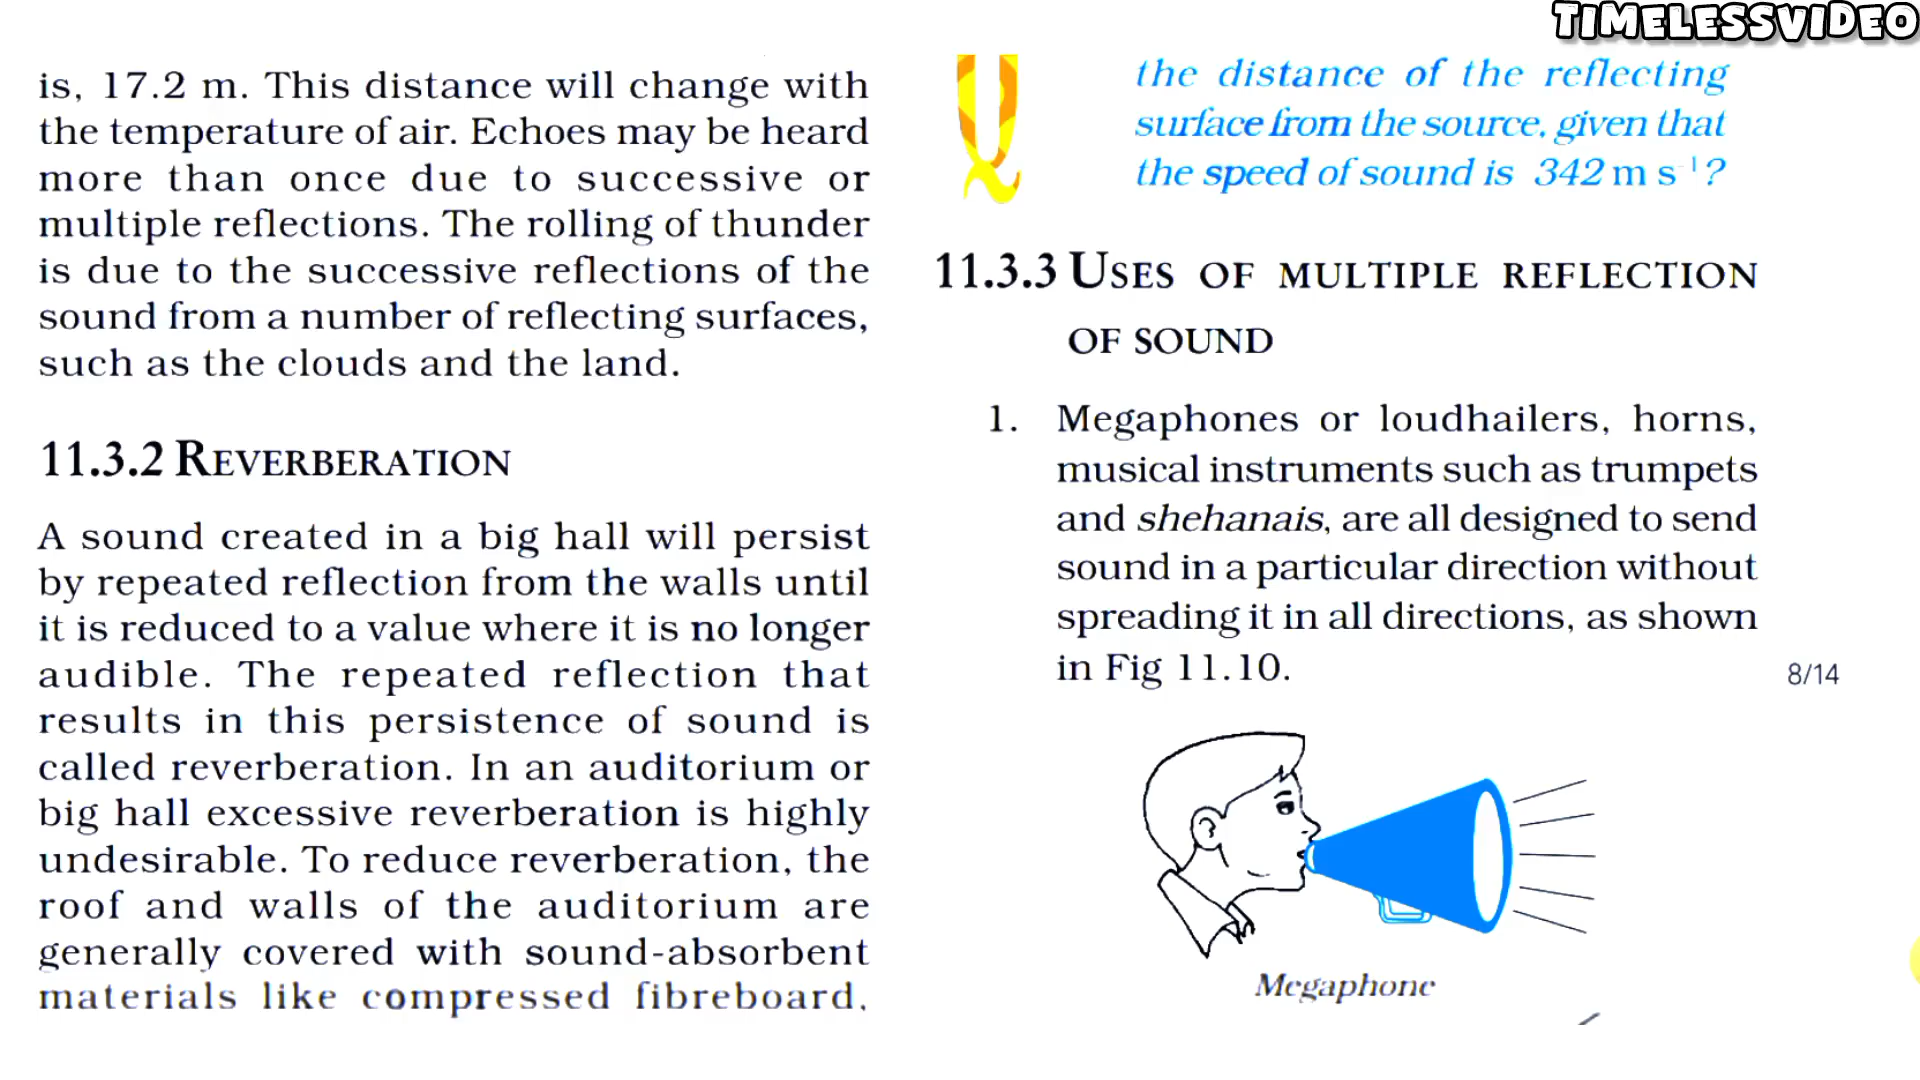 TIMELESSVIDEO
is, 17.2 m. This distance will change with
the temperature of air. Echoes may be heard
more than once due to successive or
multiple reflections. The rolling of thunder
is due to the successive reflections of the
sound from a number of reflecting surfaces,
such as the clouds and the land.
11.3.2 REVERBERATION
A sound created in a big hall will persist
by repeated reflection from the walls until
it is reduced to a value where it is no longer
audible. The repeated reflection that
results in this persistence of sound is
called reverberation. In an auditorium or
big hall excessive reverberation is highly
undesirable. To reduce reverberation, the
roof and walls of the auditorium are
generally covered with sound-absorbent
materials like compressed fibreboard,
the distance of the reflecting
surface from the source, given that
the speed of sound is 342 m s⁻¹?
11.3.3 USES OF MULTIPLE REFLECTION
OF SOUND
1. Megaphones or loudhailers, horns,
musical instruments such as trumpets
and shehanais, are all designed to send
sound in a particular direction without
spreading it in all directions, as shown
in Fig 11.10.
8/14
Megaphone